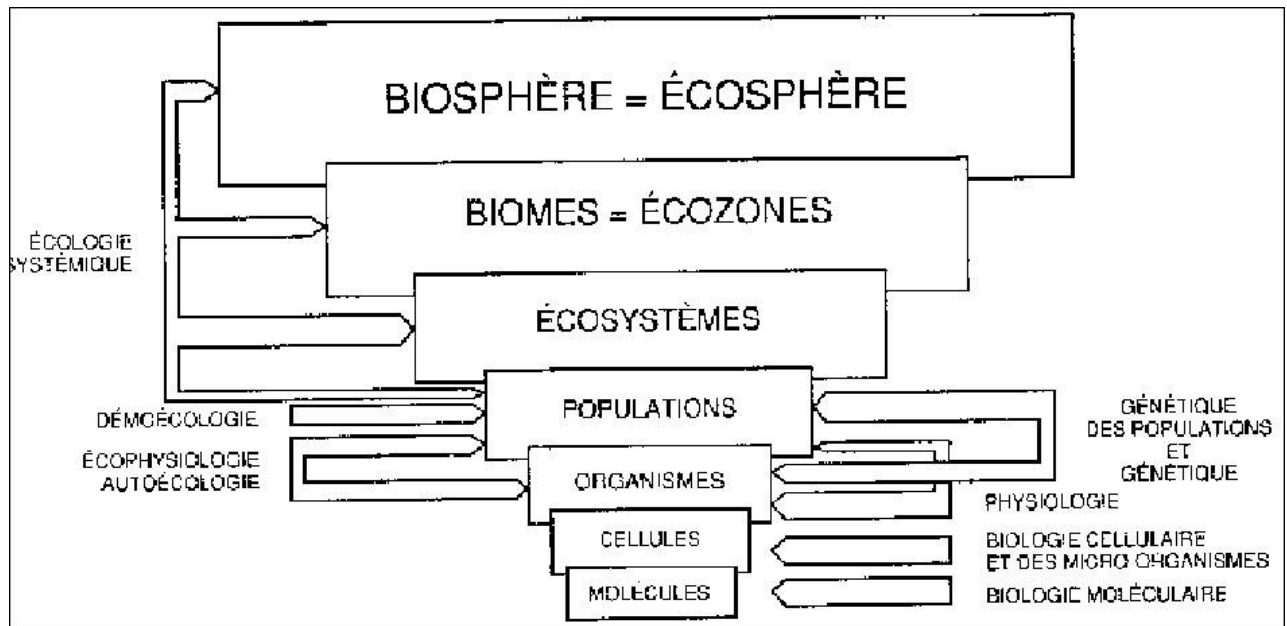 BIOSPHÈRE = ÉCOSPHÈRE
BIOMES = ÉCOZONES
ÉCOLOGIE
SYSTÉMIQUE
ÉCOSYSTÈMES
POPULATIONS
DÉMOÉCOLOGIE
ÉCOPHYSIOLOGIE
AUTOÉCOLOGIE
GÉNÉTIQUE
DES POPULATIONS
ET
GÉNÉTIQUE
ORGANISMES
PHYSIOLOGIE
CELLULES
BIOLOGIE CELLULAIRE
ET DES MICRO ORGANISMES
MOLÉCULES
BIOLOGIE MOLÉCULAIRE